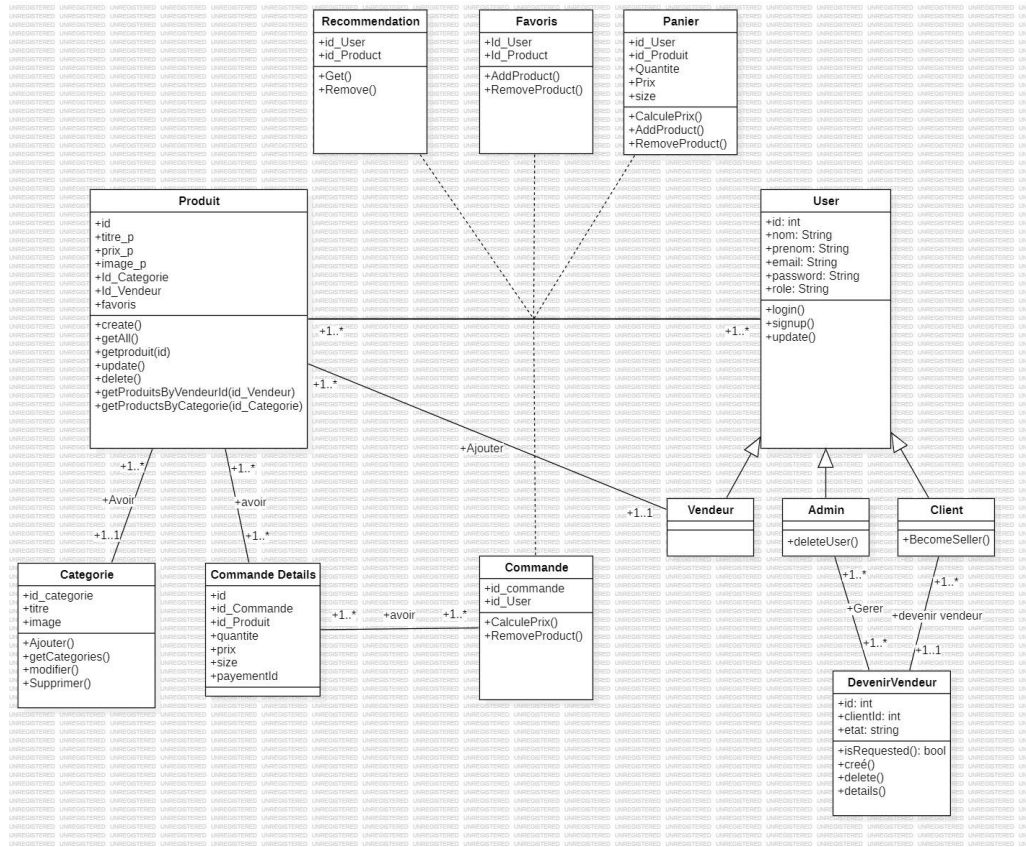 Recommendation
+id_User
+id_Product
+Get()
+Remove()
Favoris
+Id_User
+Id_Product
+AddProduct()
+RemoveProduct()
Panier
+id_User
+id_Produit
+Quantite
+Prix
+size
+CalculePrix()
+AddProduct()
+RemoveProduct()
Produit
+id
+titre_p
+prix_p
+image_p
+Id_Categorie
+Id_Vendeur
+favoris
+create()
+getAll()
+getproduit(id)
+update()
+delete()
+getProduitsByVendeurId(id_Vendeur)
+getProductsByCategorie(id_Categorie)
User
+id: int
+nom: String
+prenom: String
+email: String
+password: String
+role: String
+login()
+signup()
+update()
+1..*
+1..*
+1..*
+Ajouter
+1..1
+1..*
+Avoir
+1..1
+1..*
+avoir
+1..*
Vendeur
Admin
+deleteUser()
Client
+BecomeSeller()
Categorie
+id_categorie
+titre
+image
+Ajouter()
+getCategories()
+modifier()
+Supprimer()
Commande Details
+id
+id_Commande
+id_Produit
+quantite
+prix
+size
+payementId
+1..*
+avoir
+1..*
Commande
+id_commande
+id_User
+CalculePrix()
+RemoveProduct()
+1..*
+Gerer
+1..*
+1..*
+devenir vendeur
+1..1
DevenirVendeur
+id: int
+clientId: int
+etat: string
+isRequested(): bool
+creé()
+delete()
+details()
UNREGISTERED